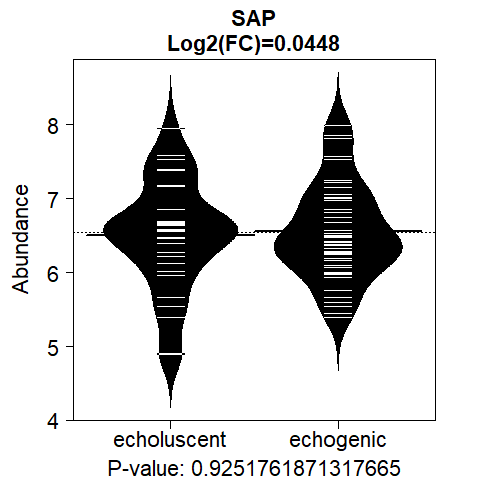 SAP
Log2(FC)=0.0448
Abundance
8
7
6
5
4
echoluscent echogenic
P-value: 0.9251761871317665